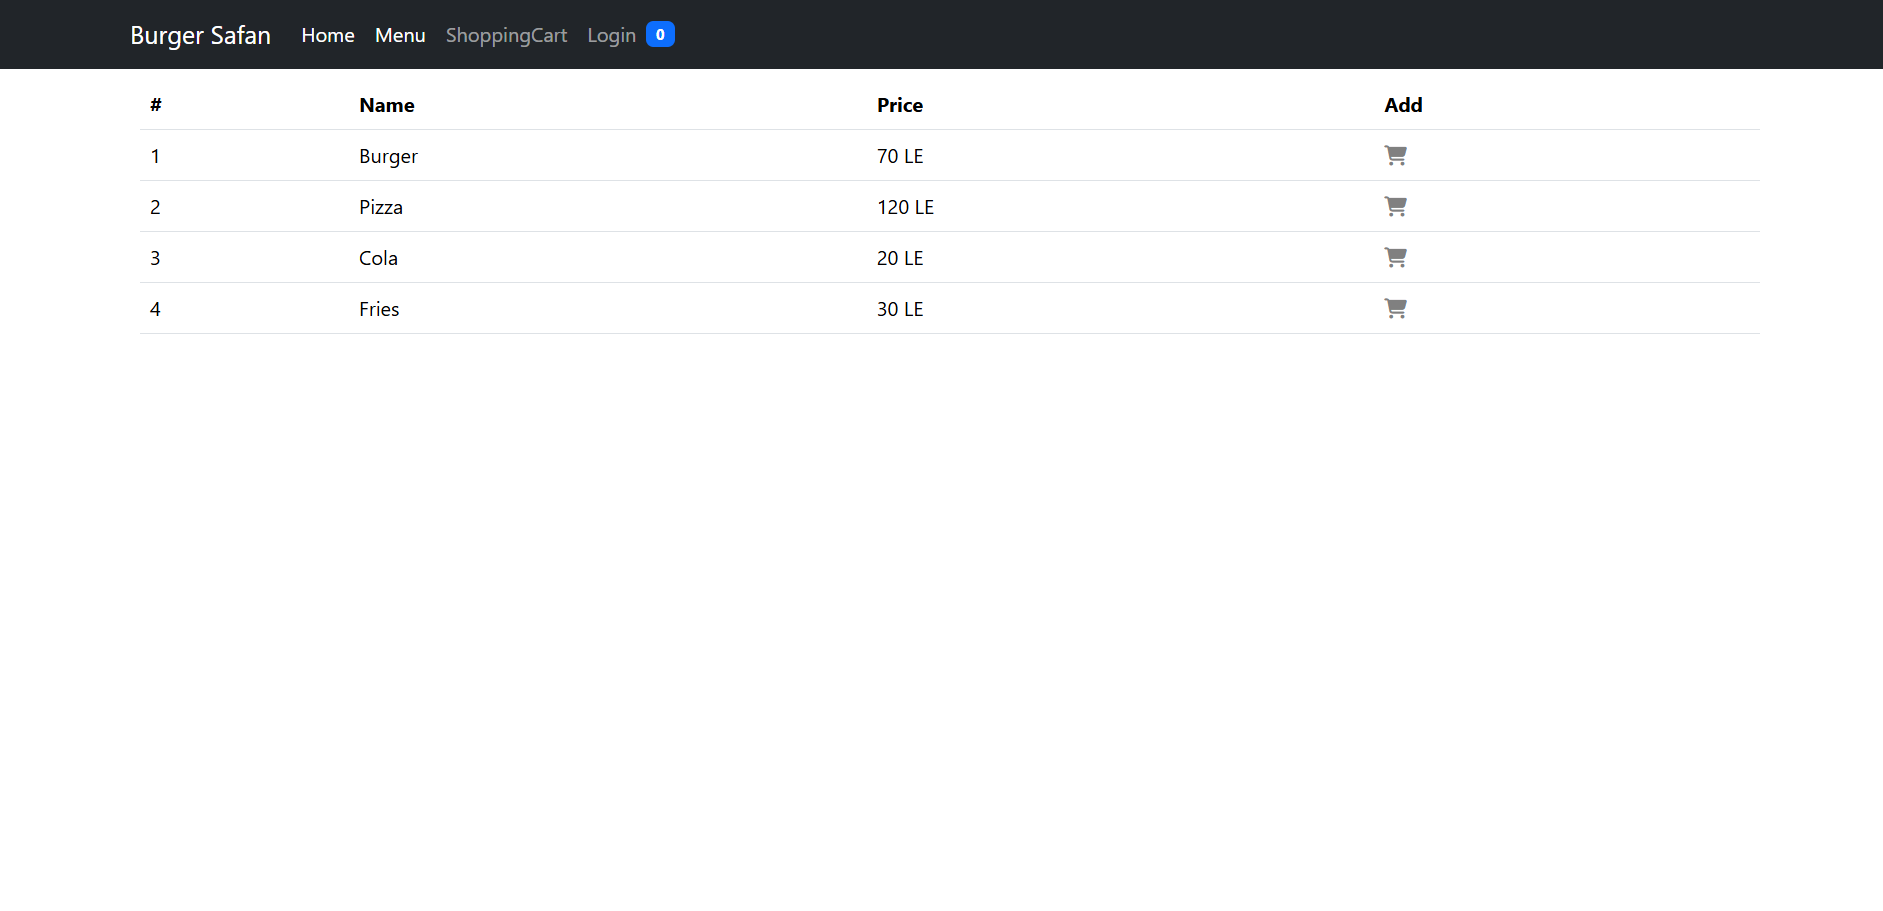 Burger Safan Home Menu ShoppingCart Login 0
# Name Price Add
1 Burger 70 LE
2 Pizza 120 LE
3 Cola 20 LE
4 Fries 30 LE